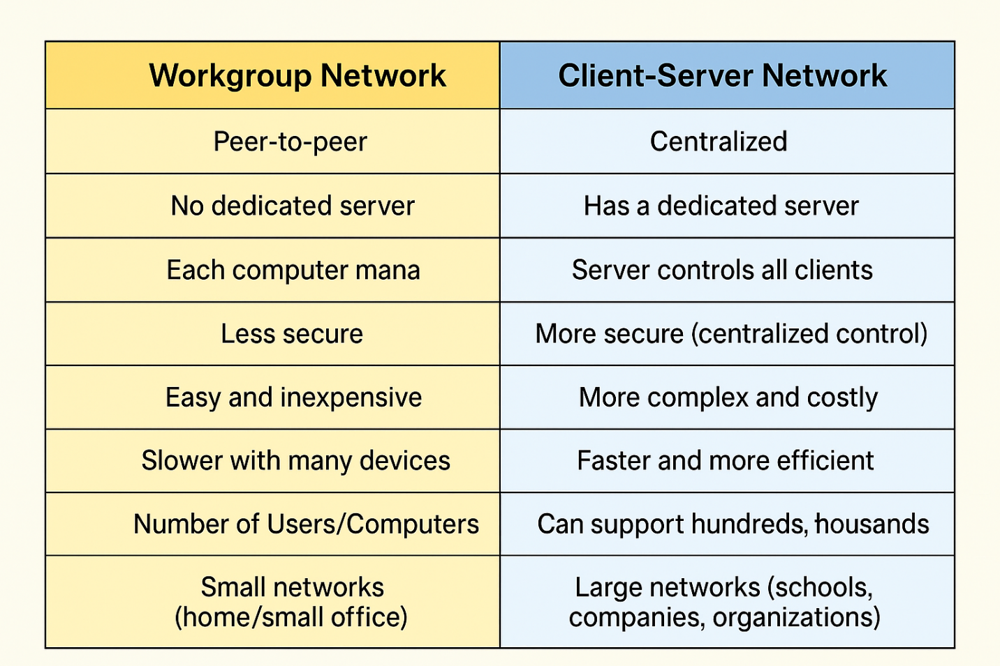 Workgroup Network
Client-Server Network
Peer-to-peer
Centralized
No dedicated server
Has a dedicated server
Each computer mana
Server controls all clients
Less secure
More secure (centralized control)
Easy and inexpensive
More complex and costly
Slower with many devices
Faster and more efficient
Number of Users/Computers
Can support hundreds, housands
Small networks
(home/small office)
Large networks (schools,
companies, organizations)